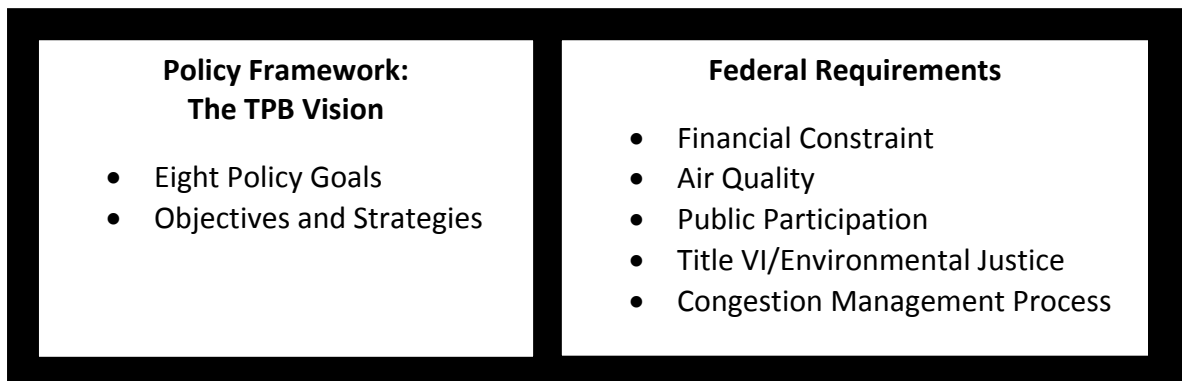 Policy Framework:
The TPB Vision
• Eight Policy Goals
• Objectives and Strategies
Federal Requirements
• Financial Constraint
• Air Quality
• Public Participation
• Title VI/Environmental Justice
• Congestion Management Process